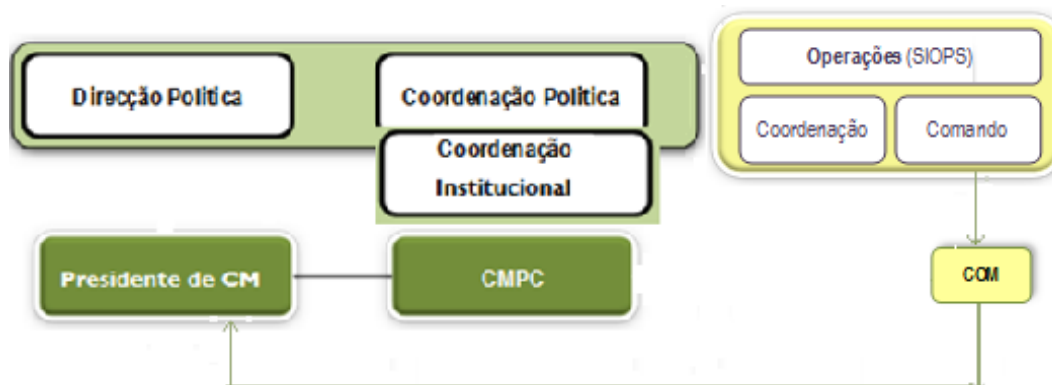 Direcção Politica
Coordenação Politica
Coordenação
Institucional
Operações (SIOPS)
Coordenação
Comando
Presidente de CM
CMPC
COM